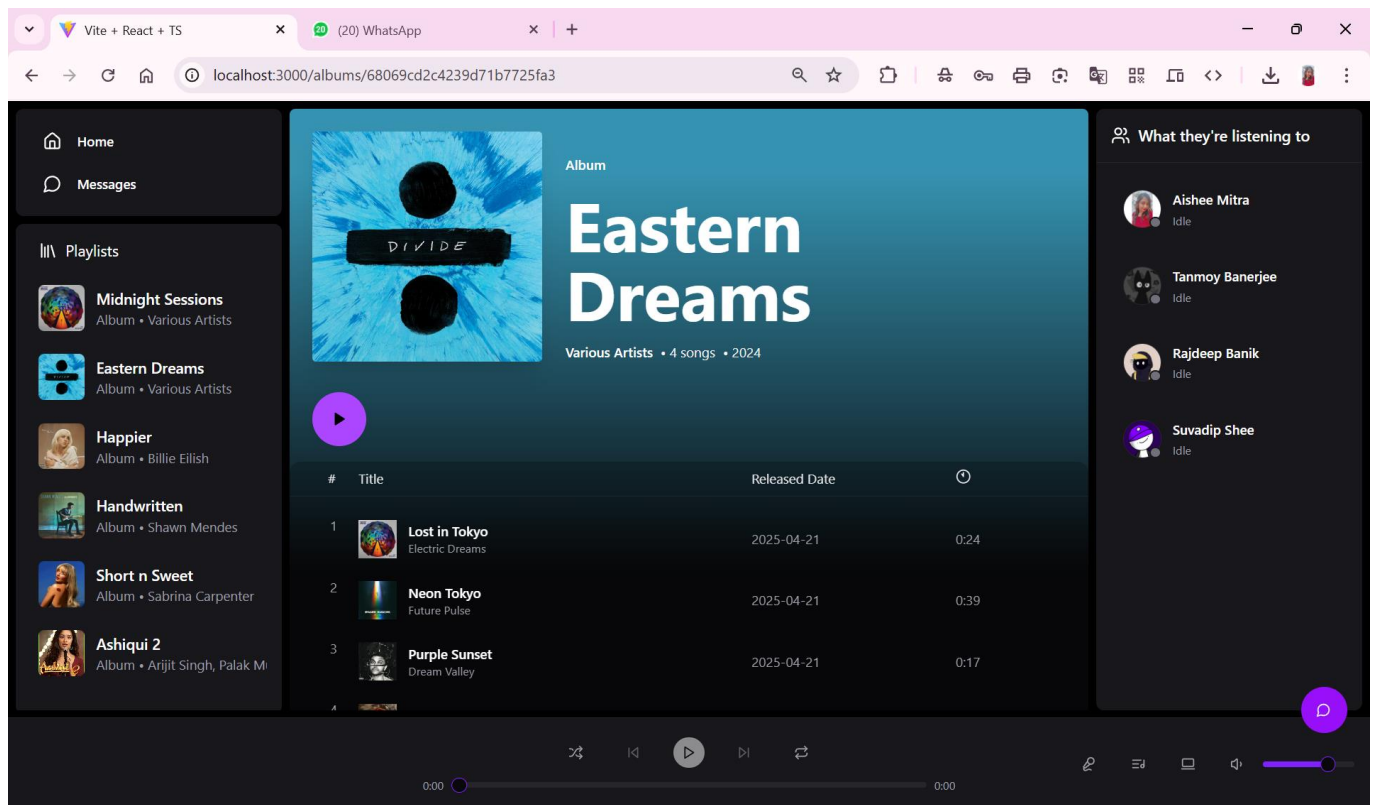 Vite + React + TS
20
(20) WhatsApp
localhost:3000/albums/68069cd2c4239d71b7725fa3
Home
Messages
Playlists
Midnight Sessions
Album • Various Artists
Eastern Dreams
Album • Various Artists
Happier
Album • Billie Eilish
Handwritten
Album • Shawn Mendes
Short n Sweet
Album • Sabrina Carpenter
Ashiqui 2
Album • Arijit Singh, Palak M
DIVIDE
Album
Eastern
Dreams
Various Artists • 4 songs • 2024
# Title Released Date
1 Lost in Tokyo 2025-04-21 0:24
Electric Dreams
2 Neon Tokyo 2025-04-21 0:39
Future Pulse
3 Purple Sunset 2025-04-21 0:17
Dream Valley
4
What they're listening to
Aishee Mitra
Idle
Tanmoy Banerjee
Idle
Rajdeep Banik
Idle
Suvadip Shee
Idle
0:00 0:00